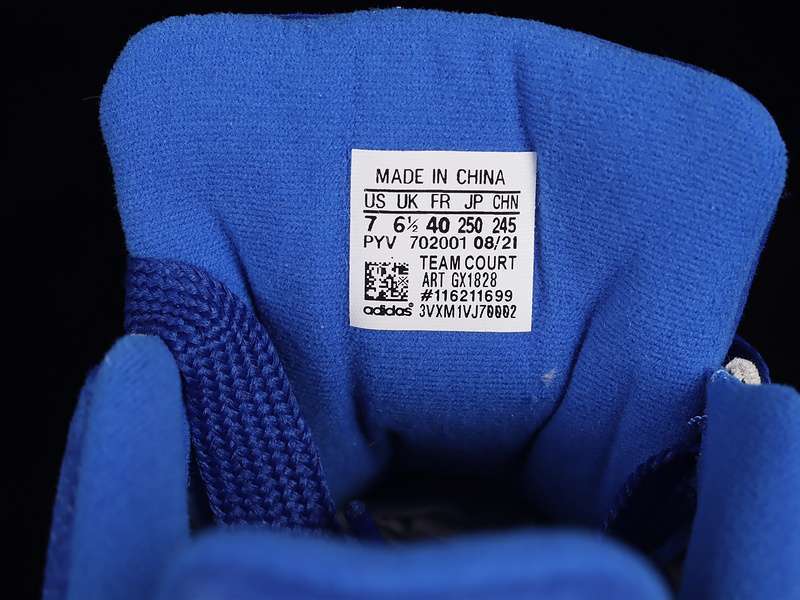 MADE IN CHINA
US UK FR JP CHN
7 6½ 40 250 245
PYV 702001 08/21
TEAM COURT
ART GX1828
#116211699
adidas® 3VXM1VJ70002